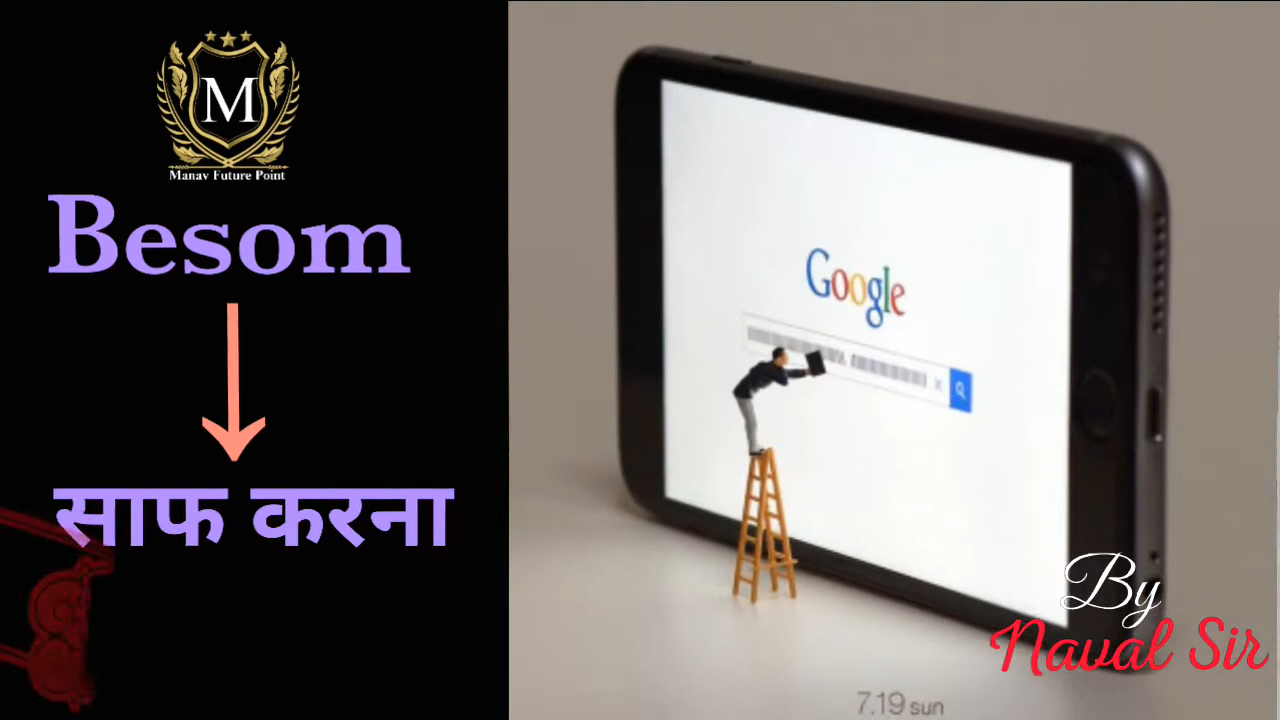 M
Manav Future Point
Besom
साफ करना
Google
By
Naval Sir
7.19 sun